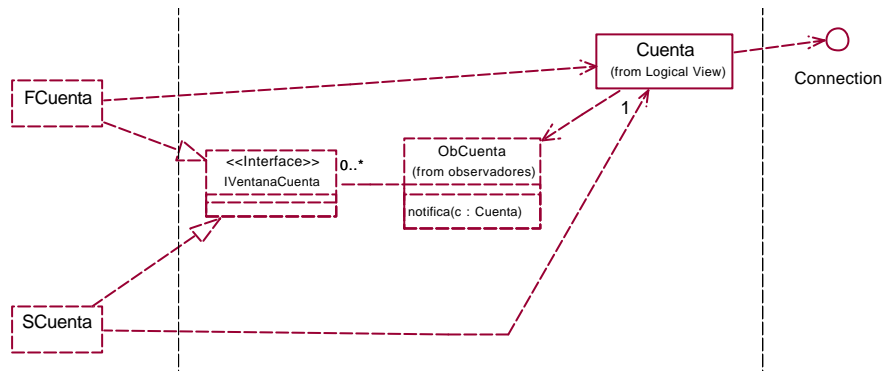 Cuenta
(from Logical View)
Connection
FCuenta
1
<<Interface>>
IVentanaCuenta
0..*
ObCuenta
(from observadores)
notifica(c : Cuenta)
SCuenta